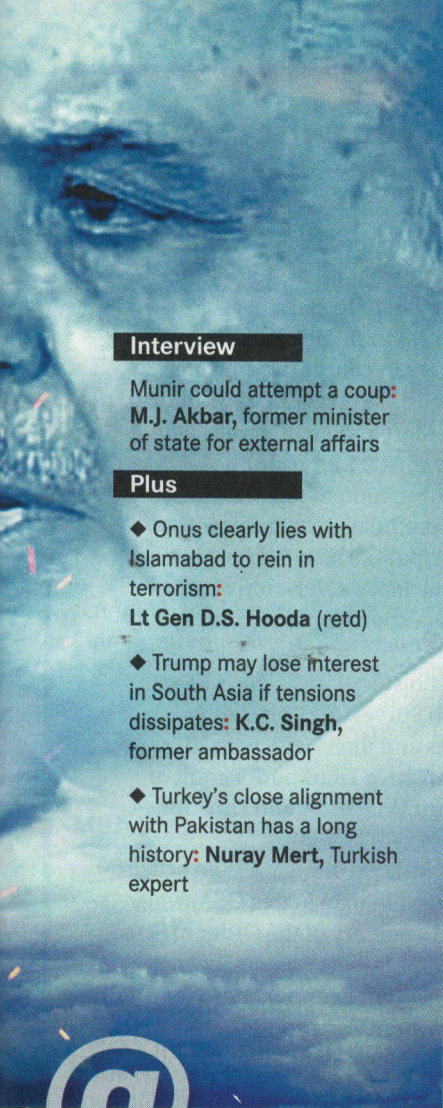 Interview
Munir could attempt a coup:
M.J. Akbar, former minister
of state for external affairs
Plus
◆ Onus clearly lies with
Islamabad to rein in
terrorism:
Lt Gen D.S. Hooda (retd)
◆ Trump may lose interest
in South Asia if tensions
dissipates: K.C. Singh,
former ambassador
◆ Turkey's close alignment
with Pakistan has a long
history: Nuray Mert, Turkish
expert
@